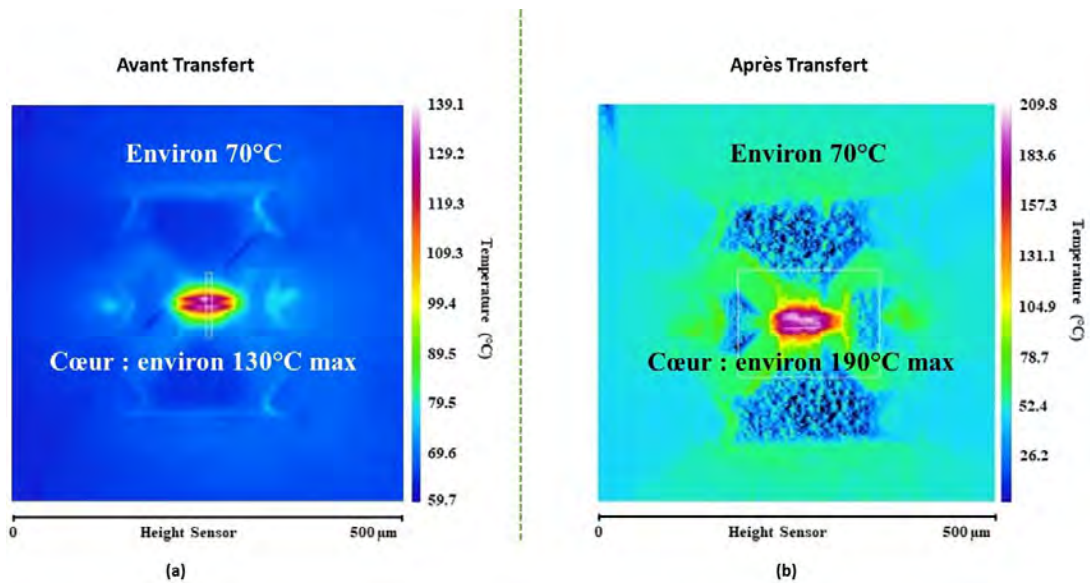 Avant Transfert
Après Transfert
Environ 70°C
Cœur : environ 130°C max
139.1
129.2
119.3
109.3
99.4
89.5
79.5
69.6
59.7
Temperature (°C)
0
Height Sensor
500 µm
(a)
Environ 70°C
Cœur : environ 190°C max
209.8
183.6
157.3
131.1
104.9
78.7
52.4
26.2
Temperature (°C)
0
Height Sensor
500 µm
(b)